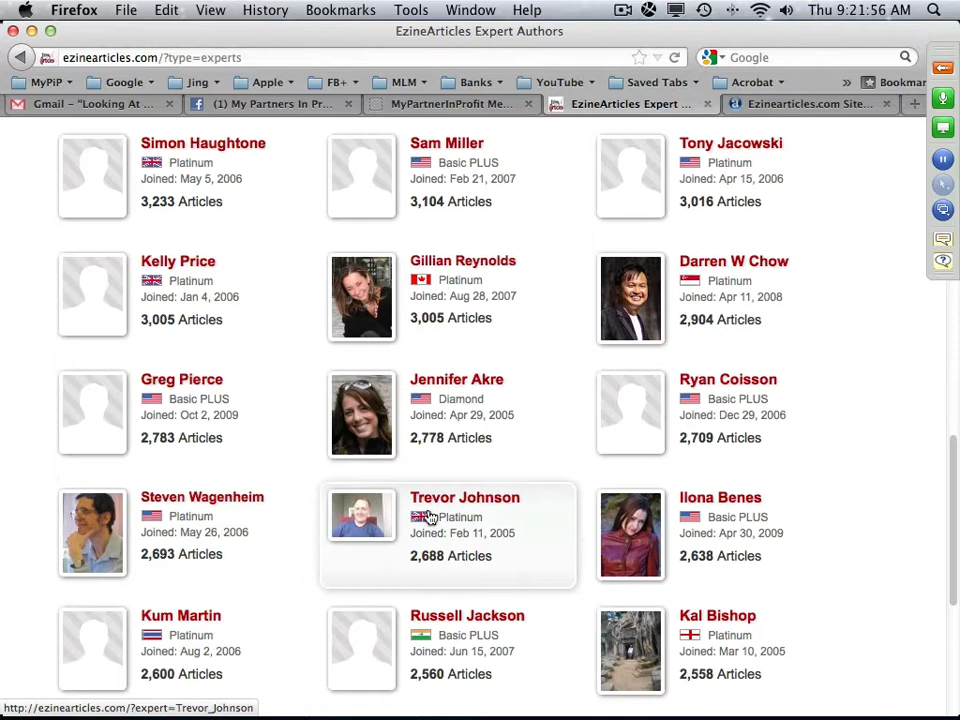 Firefox File Edit View History Bookmarks Tools Window Help Thu 9:21:56 AM
EzineArticles Expert Authors
ezinearticles.com/?type=experts
Google
MyPiP Google Jing Apple FB+ MLM Banks YouTube Saved Tabs Acrobat » Bookmar
Gmail – "Looking At ... (1) My Partners In Pr... MyPartnerInProfit Me... EzineArticles Expert ... Ezinearticles.com Site...
Simon Haughtone
Platinum
Joined: May 5, 2006
3,233 Articles
Sam Miller
Basic PLUS
Joined: Feb 21, 2007
3,104 Articles
Tony Jacowski
Platinum
Joined: Apr 15, 2006
3,016 Articles
Kelly Price
Platinum
Joined: Jan 4, 2006
3,005 Articles
Gillian Reynolds
Platinum
Joined: Aug 28, 2007
3,005 Articles
Darren W Chow
Platinum
Joined: Apr 11, 2008
2,904 Articles
Greg Pierce
Basic PLUS
Joined: Oct 2, 2009
2,783 Articles
Jennifer Akre
Diamond
Joined: Apr 29, 2005
2,778 Articles
Ryan Coisson
Platinum
Joined: Dec 29, 2006
2,709 Articles
Steven Wagenheim
Platinum
Joined: May 26, 2006
2,693 Articles
Trevor Johnson
Platinum
Joined: Feb 11, 2005
2,688 Articles
Ilona Benes
Basic PLUS
Joined: Apr 30, 2009
2,638 Articles
Kum Martin
Platinum
Joined: Aug 2, 2006
2,600 Articles
Russell Jackson
Basic PLUS
Joined: Jun 15, 2007
2,560 Articles
Kal Bishop
Platinum
Joined: Mar 10, 2005
2,558 Articles
http://ezinearticles.com/?expert=Trevor_Johnson